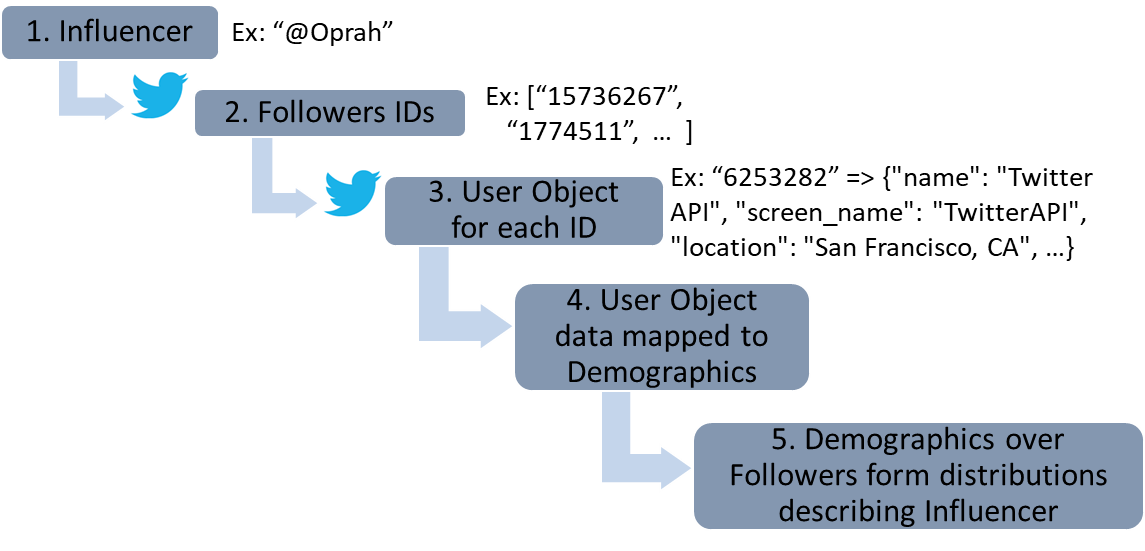 1. Influencer
Ex: “@Oprah”
2. Followers IDs
Ex: [“15736267”,
“1774511”, … ]
3. User Object
for each ID
Ex: “6253282” => {"name": "Twitter
API", "screen_name": "TwitterAPI",
"location": "San Francisco, CA", …}
4. User Object
data mapped to
Demographics
5. Demographics over
Followers form distributions
describing Influencer